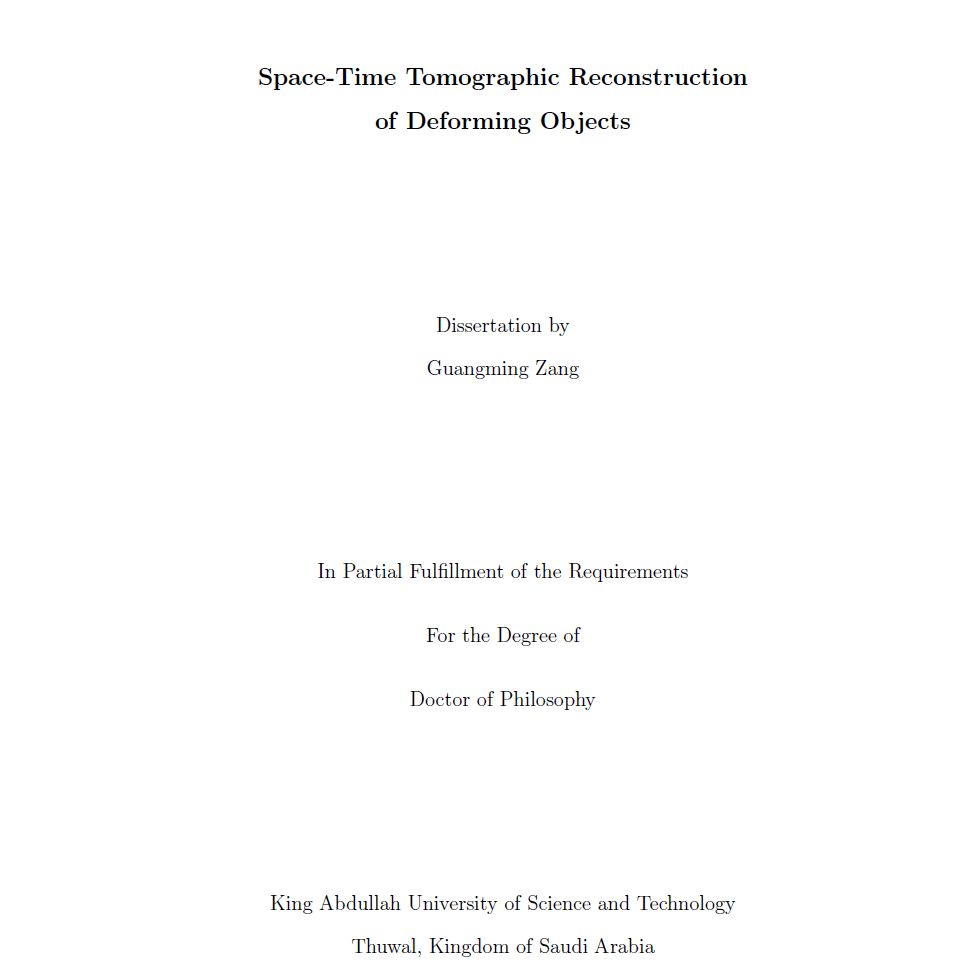 Space-Time Tomographic Reconstruction
of Deforming Objects
Dissertation by
Guangming Zang
In Partial Fulfillment of the Requirements
For the Degree of
Doctor of Philosophy
King Abdullah University of Science and Technology
Thuwal, Kingdom of Saudi Arabia